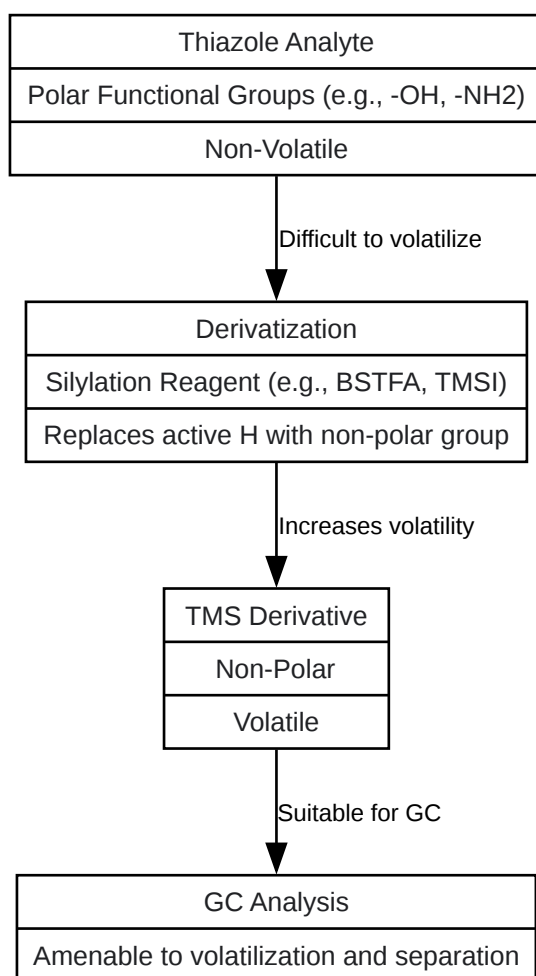 Thiazole Analyte
Polar Functional Groups (e.g., -OH, -NH2)
Non-Volatile
Difficult to volatilize
Derivatization
Silylation Reagent (e.g., BSTFA, TMSI)
Replaces active H with non-polar group
Increases volatility
TMS Derivative
Non-Polar
Volatile
Suitable for GC
GC Analysis
Amenable to volatilization and separation